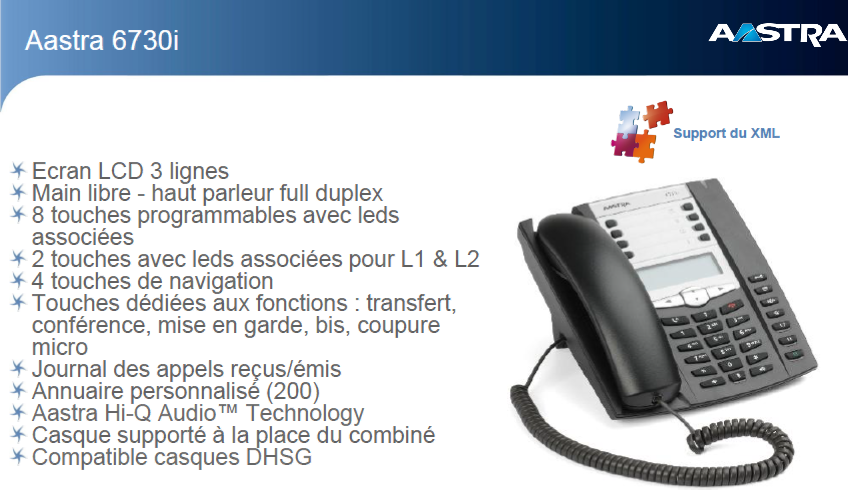 Aastra 6730i
AASTRA
Support du XML
Ecran LCD 3 lignes
Main libre - haut parleur full duplex
8 touches programmables avec leds
associées
2 touches avec leds associées pour L1 & L2
4 touches de navigation
Touches dédiées aux fonctions : transfert,
conférence, mise en garde, bis, coupure
micro
Journal des appels reçus/émis
Annuaire personnalisé (200)
Aastra Hi-Q Audio™ Technology
Casque supporté à la place du combiné
Compatible casques DHSG
AASTRA